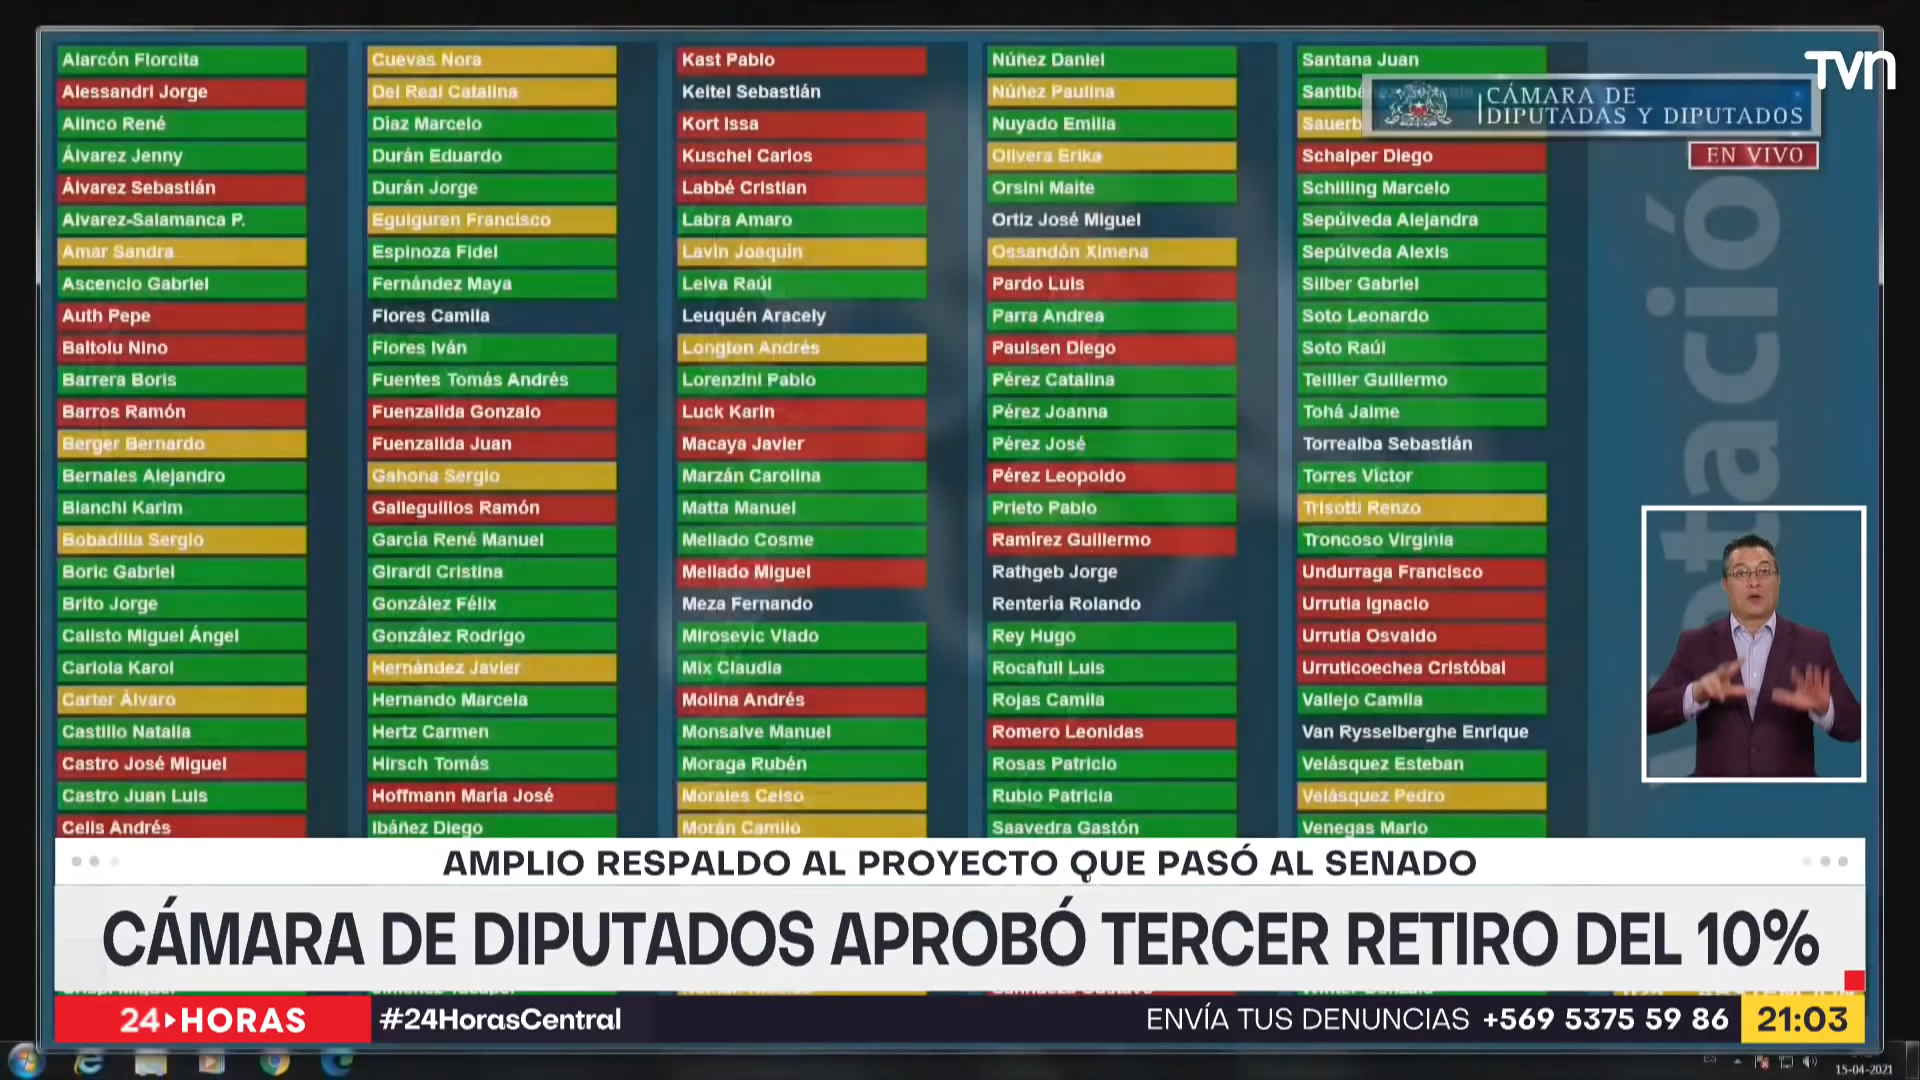 Alarcón Florcita
Alessandri Jorge
Alinco René
Álvarez Jenny
Álvarez Sebastián
Alvarez-Salamanca P.
Amar Sandra
Ascencio Gabriel
Auth Pepe
Baltolu Nino
Barrera Boris
Barros Ramón
Berger Bernardo
Bernales Alejandro
Bianchi Karim
Bobadilla Sergio
Boric Gabriel
Brito Jorge
Calisto Miguel Ángel
Cariola Karol
Carter Álvaro
Castillo Natalia
Castro José Miguel
Castro Juan Luis
Celis Andrés
Cuevas Nora
Del Real Catalina
Díaz Marcelo
Durán Eduardo
Durán Jorge
Eguiguren Francisco
Espinoza Fidel
Fernández Maya
Flores Camila
Flores Iván
Fuentes Tomás Andrés
Fuenzalida Gonzalo
Fuenzalida Juan
Gahona Sergio
Galleguillos Ramón
García René Manuel
Girardi Cristina
González Félix
González Rodrigo
Hernández Javier
Hernando Marcela
Hertz Carmen
Hirsch Tomás
Hoffmann María José
Ibáñez Diego
Kast Pablo
Keitel Sebastián
Kort Issa
Kuschel Carlos
Labbé Cristian
Labra Amaro
Lavín Joaquín
Leiva Raúl
Leuquén Aracely
Longton Andrés
Lorenzini Pablo
Luck Karin
Macaya Javier
Marzán Carolina
Matta Manuel
Mellado Cosme
Mellado Miguel
Meza Fernando
Mirosevic Vlado
Mix Claudia
Molina Andrés
Monsalve Manuel
Moraga Rubén
Morales Celso
Morán Camilo
Núñez Daniel
Núñez Paulina
Nuyado Emilia
Olivera Erika
Orsini Maite
Ortiz José Miguel
Ossandón Ximena
Pardo Luis
Parra Andrea
Paulsen Diego
Pérez Catalina
Pérez Joanna
Pérez José
Pérez Leopoldo
Prieto Pablo
Ramírez Guillermo
Rathgeb Jorge
Rentería Rolando
Rey Hugo
Rocafull Luis
Rojas Camila
Romero Leonidas
Rosas Patricio
Rubio Patricia
Saavedra Gastón
Santana Juan
Schalper Diego
Schilling Marcelo
Sepúlveda Alejandra
Sepúlveda Alexis
Silber Gabriel
Soto Leonardo
Soto Raúl
Teillier Guillermo
Tohá Jaime
Torrealba Sebastián
Torres Víctor
Trisotti Renzo
Troncoso Virginia
Undurraga Francisco
Urrutia Ignacio
Urrutia Osvaldo
Urruticoechea Cristóbal
Vallejo Camila
Van Rysselberghe Enrique
Velásquez Esteban
Velásquez Pedro
Venegas Mario
TVN
CÁMARA DE
DIPUTADAS Y DIPUTADOS
EN VIVO
AMPLIO RESPALDO AL PROYECTO QUE PASÓ AL SENADO
CÁMARA DE DIPUTADOS APROBÓ TERCER RETIRO DEL 10%
24 HORAS
#24HorasCentral
ENVÍA TUS DENUNCIAS +569 5375 59 86
21:03
ES
15-04-2021